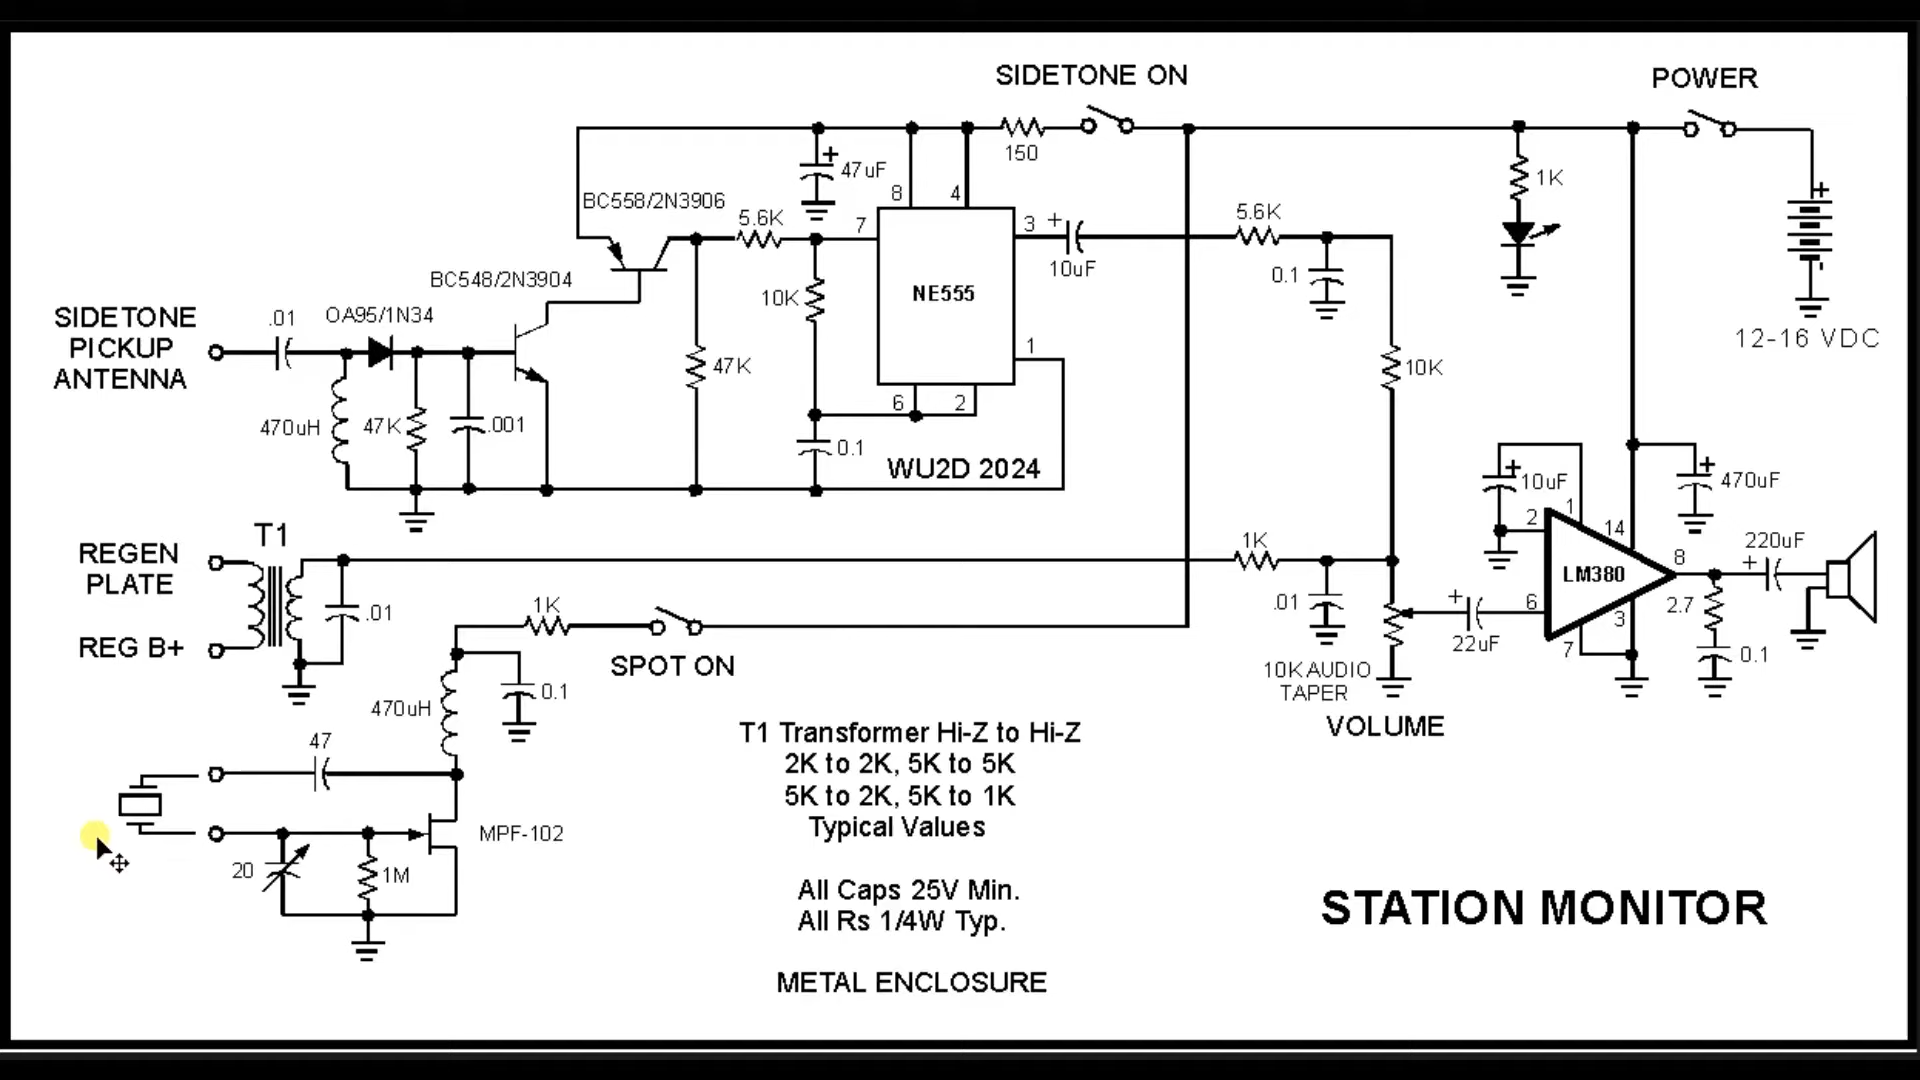 SIDETONE ON
POWER
150
+
47uF
1K
BC558/2N3906
8
4
+
5.6K
7
3
+
5.6K
10uF
0.1
BC548/2N3904
10K
NE555
SIDETONE
PICKUP
ANTENNA
.01
OA95/1N34
12-16 VDC
1
47K
10K
6
2
470uH
47K
.001
0.1
WU2D 2024
+
10uF
1
+
470uF
2
14
T1
REGEN
PLATE
1K
220uF
+
8
LM380
.01
1K
.01
+
6
2.7
3
22uF
7
REG B+
SPOT ON
0.1
0.1
10K AUDIO
TAPER
470uH
VOLUME
T1 Transformer Hi-Z to Hi-Z
2K to 2K, 5K to 5K
5K to 2K, 5K to 1K
Typical Values
47
MPF-102
20
1M
All Caps 25V Min.
All Rs 1/4W Typ.
STATION MONITOR
METAL ENCLOSURE